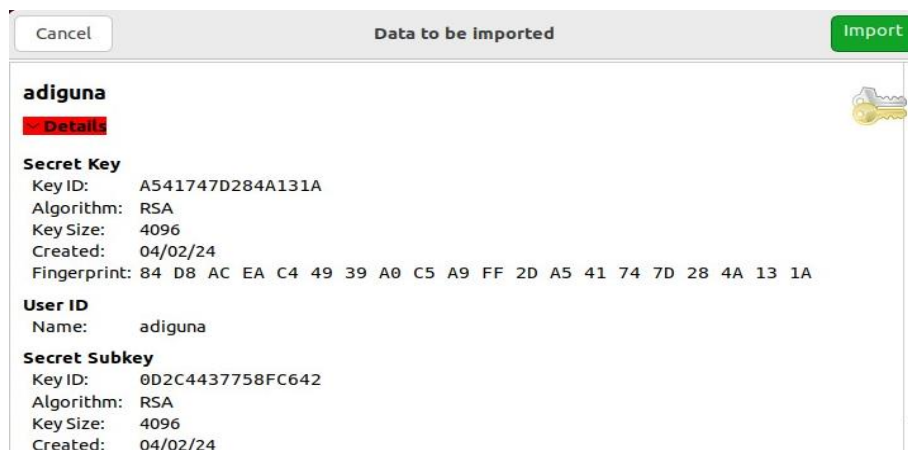 Cancel Data to be imported Import
adiguna
Details
Secret Key
Key ID: A541747D284A131A
Algorithm: RSA
Key Size: 4096
Created: 04/02/24
Fingerprint: 84 D8 AC EA C4 49 39 A0 C5 A9 FF 2D A5 41 74 7D 28 4A 13 1A
User ID
Name: adiguna
Secret Subkey
Key ID: 0D2C4437758FC642
Algorithm: RSA
Key Size: 4096
Created: 04/02/24